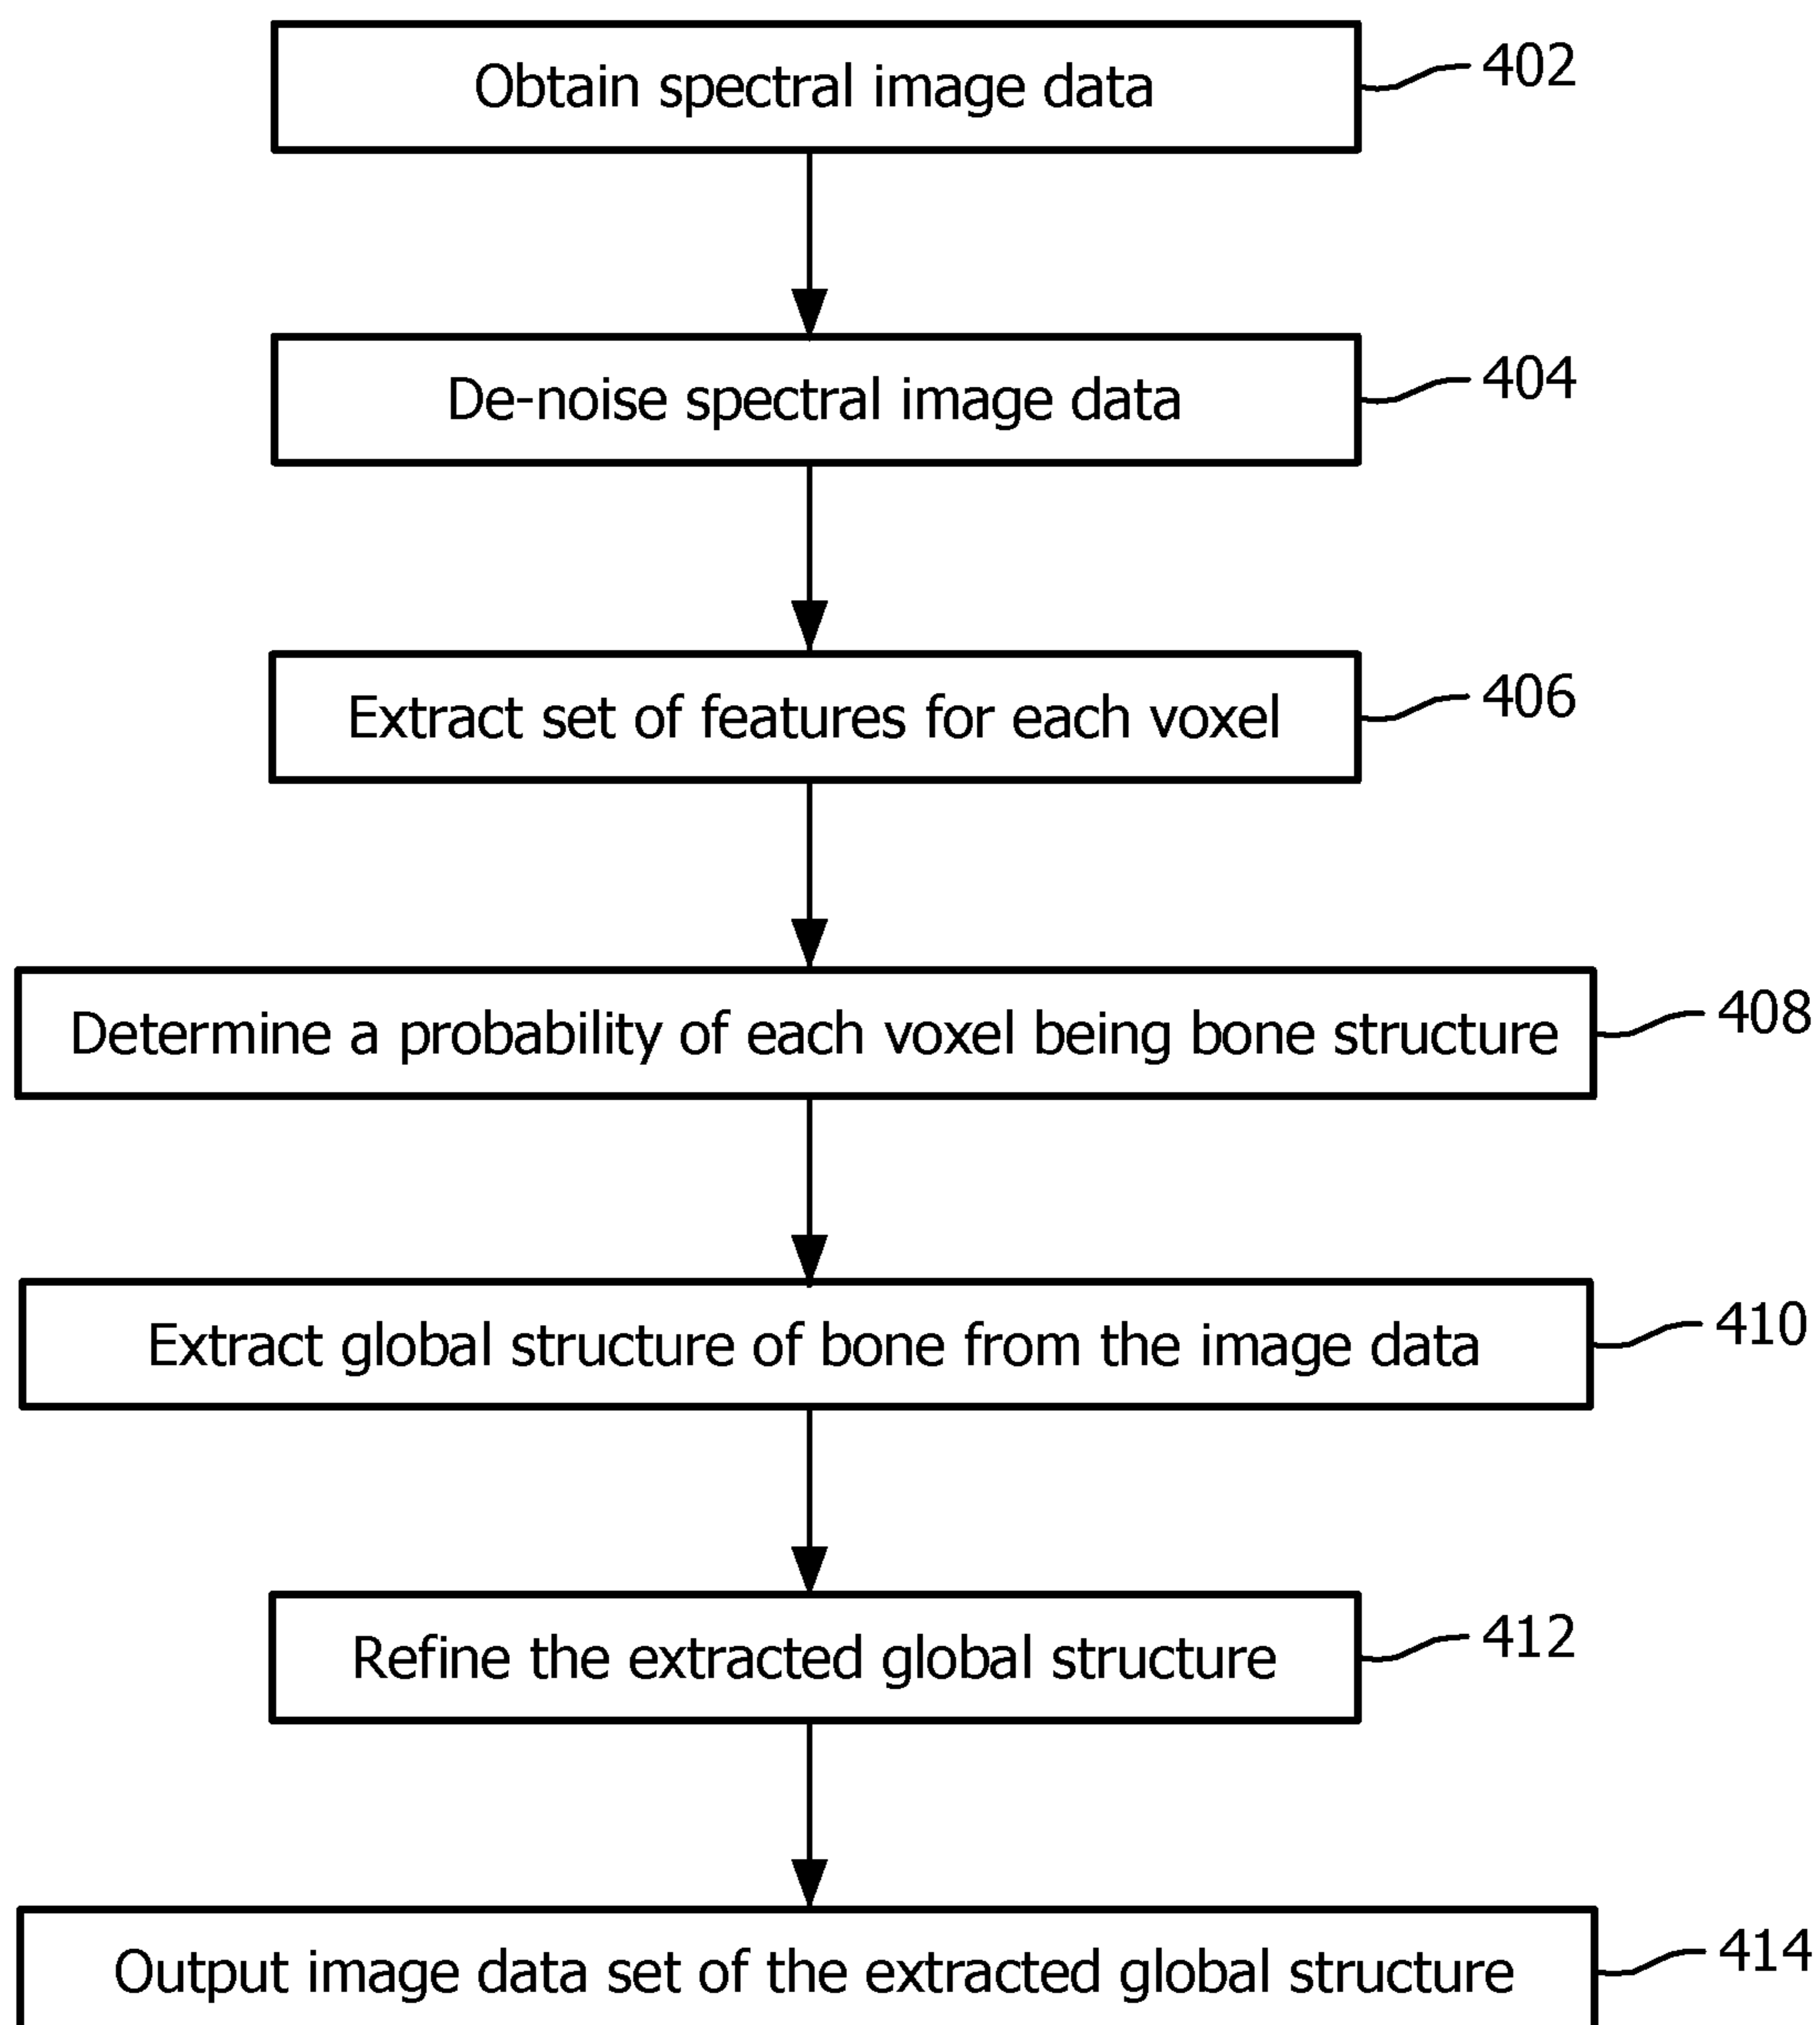 Obtain spectral image data
402
De-noise spectral image data
404
Extract set of features for each voxel
406
Determine a probability of each voxel being bone structure
408
Extract global structure of bone from the image data
410
Refine the extracted global structure
412
Output image data set of the extracted global structure
414